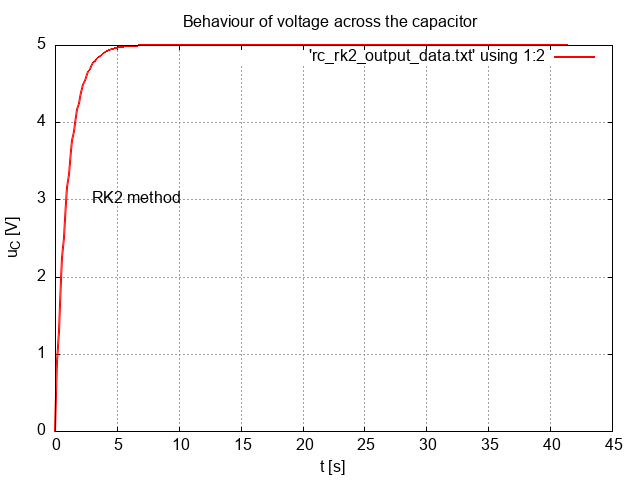 Behaviour of voltage across the capacitor
5
'rc_rk2_output_data.txt' using 1:2
4
3
RK2 method
2
1
0
u_C [V]
0 5 10 15 20 25 30 35 40 45
t [s]